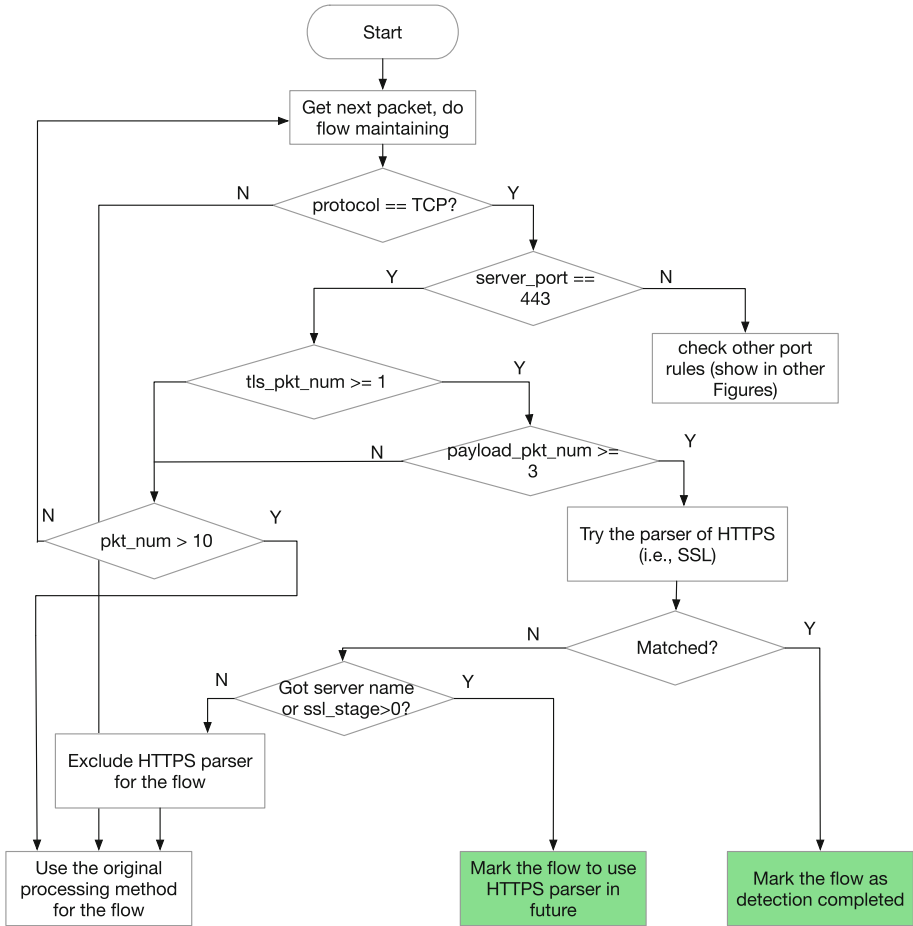 Start
Get next packet, do
flow maintaining
N
protocol == TCP?
Y
server_port ==
443
Y
N
check other port
rules (show in other
Figures)
tls_pkt_num >= 1
Y
N
payload_pkt_num >=
3
Y
N
pkt_num > 10
Y
Try the parser of HTTPS
(i.e., SSL)
N
Matched?
Y
N
Got server name
or ssl_stage>0?
Y
Exclude HTTPS parser
for the flow
Use the original
processing method
for the flow
Mark the flow to use
HTTPS parser in
future
Mark the flow as
detection completed